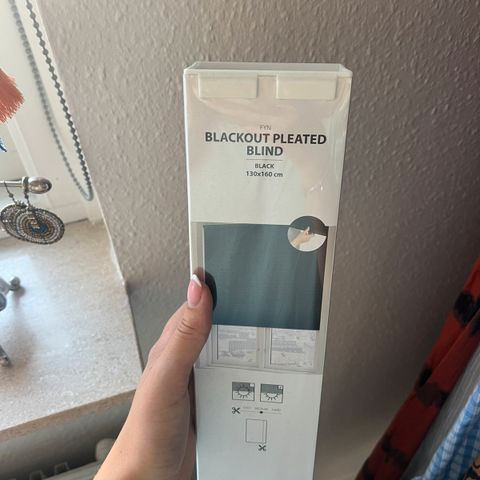 FYN
BLACKOUT PLEATED
BLIND
BLACK
130x160 cm